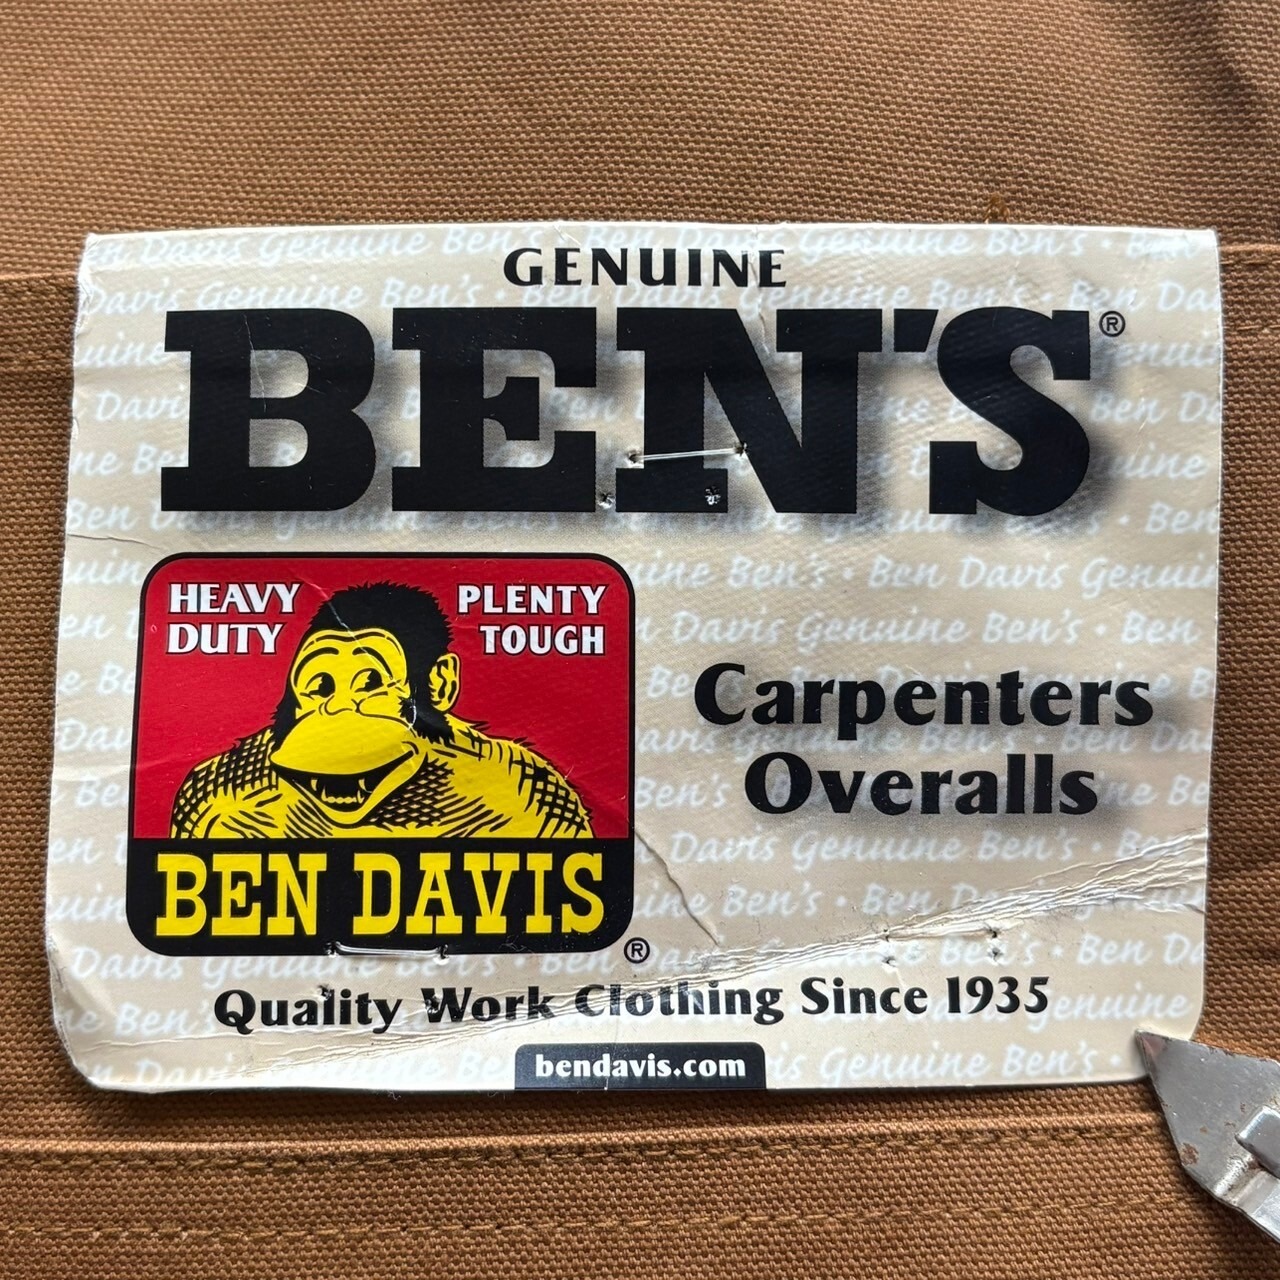 GENUINE
BEN'S®
HEAVY DUTY
PLENTY TOUGH
Carpenters
Overalls
BEN DAVIS®
Quality Work Clothing Since 1935
bendavis.com